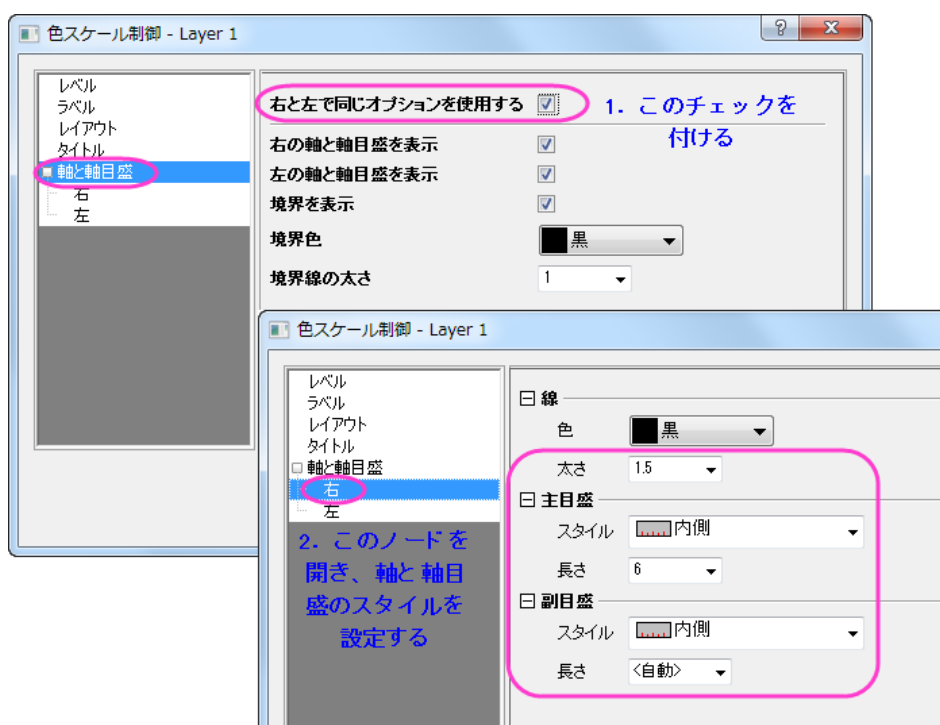 色スケール制御 - Layer 1
レベル
ラベル
レイアウト
タイトル
軸と軸目盛
右
左
右と左で同じオプションを使用する
1. このチェックを
付ける
右の軸と軸目盛を表示
左の軸と軸目盛を表示
境界を表示
境界色 黒
境界線の太さ 1
色スケール制御 - Layer 1
レベル
ラベル
レイアウト
タイトル
軸と軸目盛
右
左
2. このノードを
開き、軸と軸目
盛のスタイルを
設定する
線
色 黒
太さ 1.5
主目盛
スタイル 内側
長さ 6
副目盛
スタイル 内側
長さ <自動>